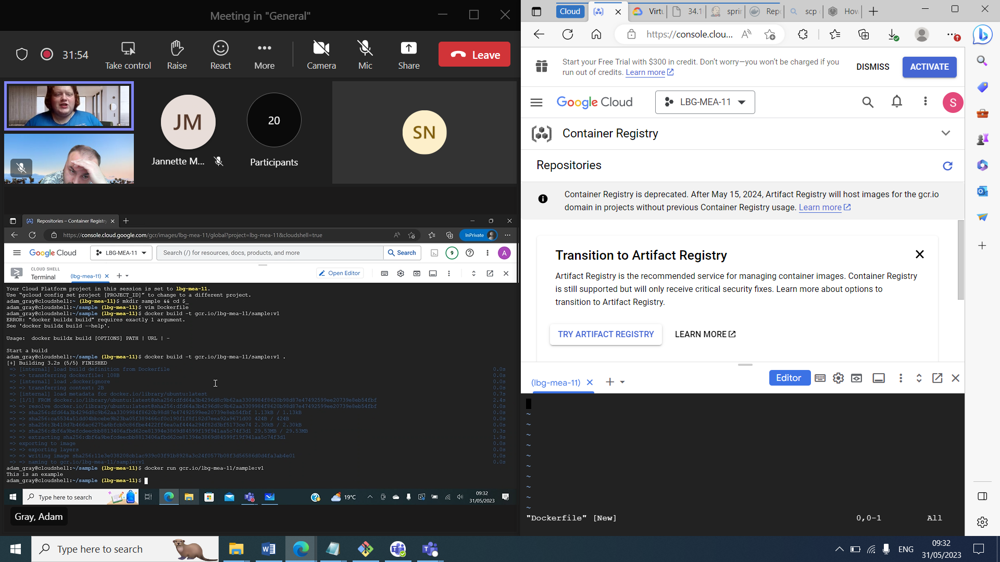 Meeting in "General"
31:54
Take control
Raise
React
More
Camera
Mic
Share
Leave
JM
Jannette M...
20
Participants
SN
Repositories – Container Registry
https://console.cloud.google.com/gcr/images/lbg-mea-11/global?project=lbg-mea-11&cloudshell=true
InPrivate
Google Cloud
LBG-MEA-11
Search (/) for resources, docs, products, and more
Search
9
A
CLOUD SHELL
Terminal
(lbg-mea-11)
Open Editor
Your Cloud Platform project in this session is set to lbg-mea-11.
Use "gcloud config set project [PROJECT_ID]" to change to a different project.
adam_gray@cloudshell:~ (lbg-mea-11)$ mkdir sample && cd $_
adam_gray@cloudshell:~/sample (lbg-mea-11)$ vim Dockerfile
adam_gray@cloudshell:~/sample (lbg-mea-11)$ docker build -t gcr.io/lbg-mea-11/sample:v1
ERROR: "docker buildx build" requires exactly 1 argument.
See 'docker buildx build --help'.
Usage:  docker buildx build [OPTIONS] PATH | URL | -
Start a build
adam_gray@cloudshell:~/sample (lbg-mea-11)$ docker build -t gcr.io/lbg-mea-11/sample:v1 .
[+] Building 3.2s (5/5) FINISHED
=> [internal] load build definition from Dockerfile 0.0s
=> => transferring dockerfile: 108B 0.0s
=> [internal] load .dockerignore 0.0s
=> => transferring context: 2B 0.0s
=> [internal] load metadata for docker.io/library/ubuntu:latest 0.7s
=> [1/1] FROM docker.io/library/ubuntu:latest@sha256:dfd64a3b4296d8c9b62aa3309984f8620b98d87e47492599ee20739e8eb54fbf 2.4s
=> => resolve docker.io/library/ubuntu:latest@sha256:dfd64a3b4296d8c9b62aa3309984f8620b98d87e47492599ee20739e8eb54fbf 0.0s
=> => sha256:dfd64a3b4296d8c9b62aa3309984f8620b98d87e47492599ee20739e8eb54fbf 1.13kB / 1.13kB 0.0s
=> => sha256:ca5534a51dd04bbcebe9b23ba05f389466cf0c190f1f8f182d7eea92a9671d00 424B / 424B 0.0s
=> => sha256:3b418d7b466ac6275a6bfcb0c86fbe4422ff6ea0af444a294f82d3bf5173ce74 2.30kB / 2.30kB 0.0s
=> => sha256:dbf6a9befcdeecbb8813406afbd62ce81394e3869d84599f19f941aa5c74f3d1 29.53MB / 29.53MB 0.3s
=> => extracting sha256:dbf6a9befcdeecbb8813406afbd62ce81394e3869d84599f19f941aa5c74f3d1 1.9s
=> exporting to image 0.0s
=> => exporting layers 0.0s
=> => writing image sha256:11e3e038208cb1ac939c03f91b8928a3c24f0577b08f3d56586d0d4fa3ab4e01 0.0s
=> => naming to gcr.io/lbg-mea-11/sample:v1 0.0s
adam_gray@cloudshell:~/sample (lbg-mea-11)$ docker run gcr.io/lbg-mea-11/sample:v1
This is an example
adam_gray@cloudshell:~/sample (lbg-mea-11)$
Type here to search
19°C
09:32
31/05/2023
Gray, Adam
Cloud
Virtu
34.1
sprin
Repo
scp
How
https://console.clou...
Start your Free Trial with $300 in credit. Don't worry—you won't be charged if you
run out of credits. Learn more
DISMISS
ACTIVATE
Google Cloud
LBG-MEA-11
S
Container Registry
Repositories
Container Registry is deprecated. After May 15, 2024, Artifact Registry will host images for the gcr.io
domain in projects without previous Container Registry usage. Learn more
Transition to Artifact Registry
Artifact Registry is the recommended service for managing container images. Container Registry
is still supported but will only receive critical security fixes. Learn more about options to
transition to Artifact Registry.
TRY ARTIFACT REGISTRY
LEARN MORE
(lbg-mea-11)
Editor
~
~
~
~
~
~
~
~
~
~
"Dockerfile" [New] 0,0-1 All
Type here to search
ENG
09:32
31/05/2023